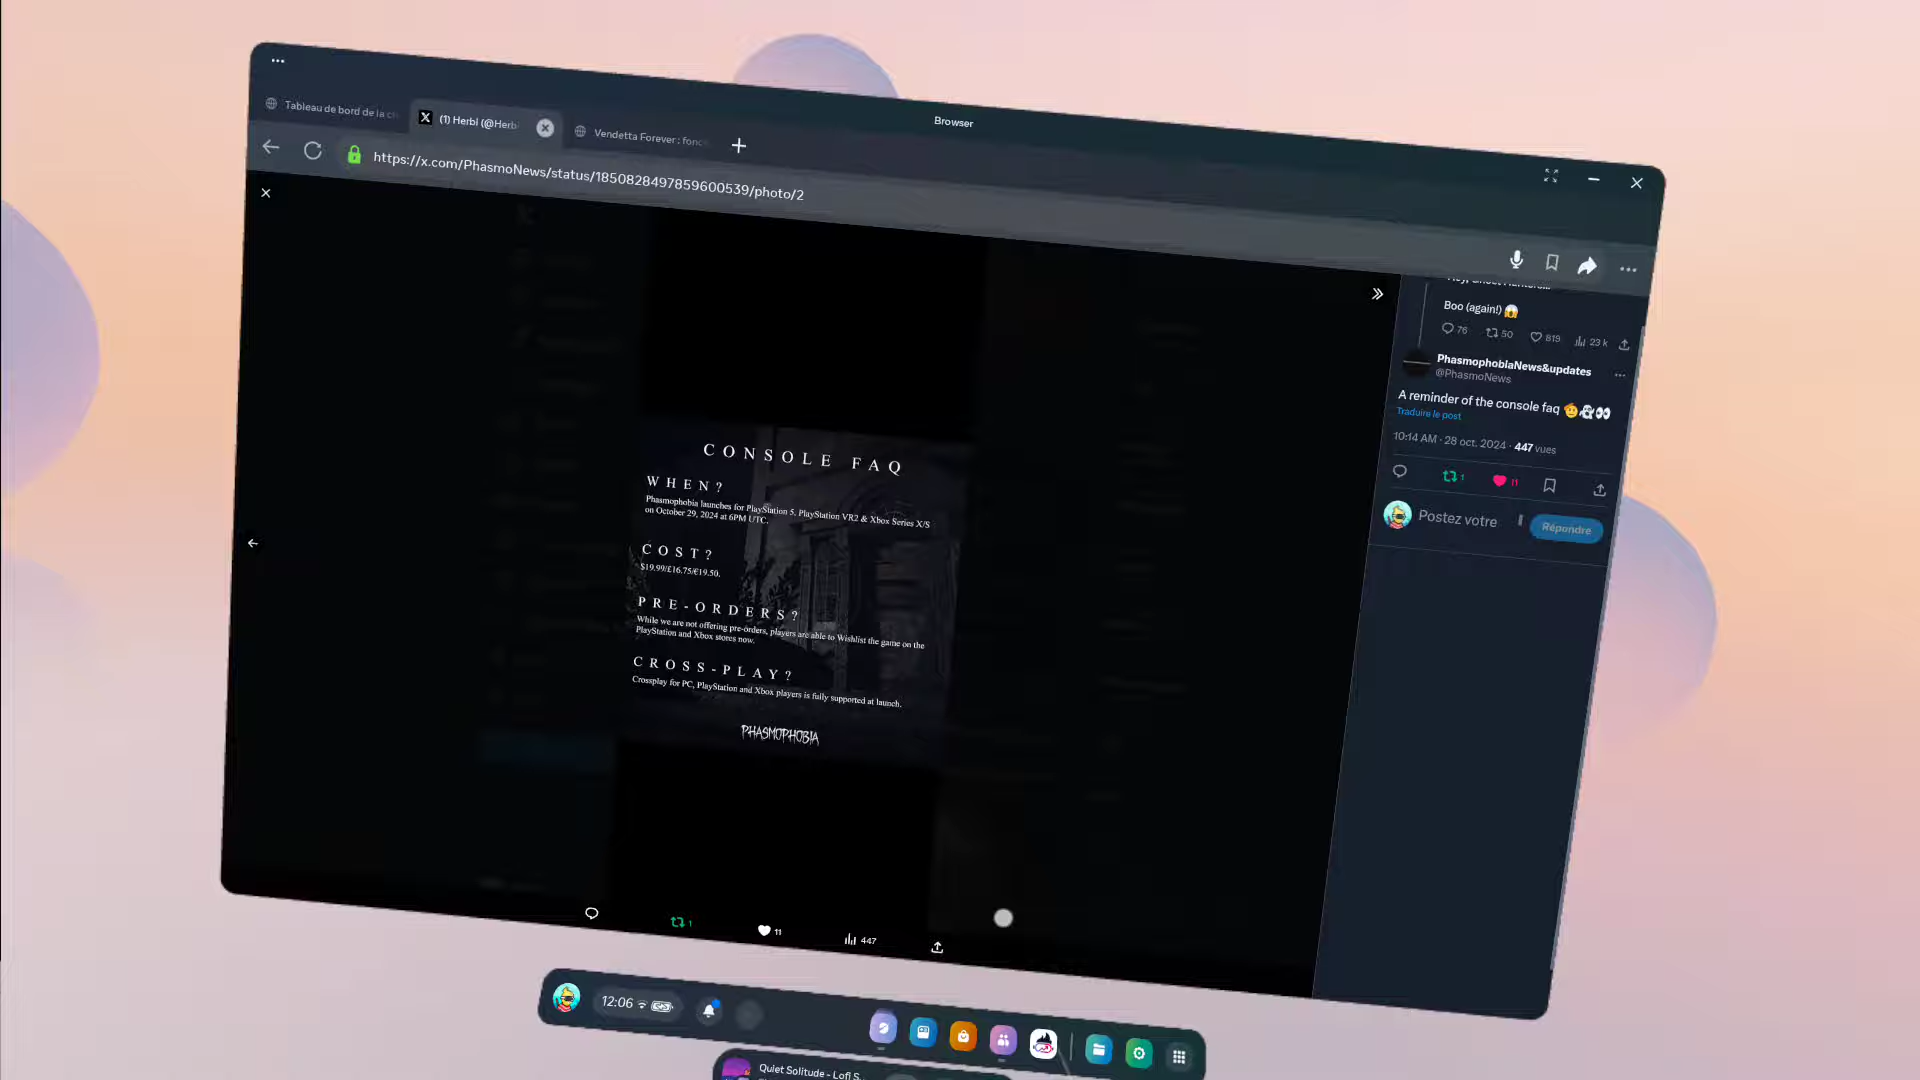 Browser
Tableau de bord de la
(1) Herbi (@Herb
Vendetta Forever : fonc
https://x.com/PhasmoNews/status/1850828497859600539/photo/2
CONSOLE FAQ
WHEN?
Phasmophobia launches for PlayStation 5, PlayStation VR2 & Xbox Series X/S
on October 29, 2024 at 6PM UTC.
COST?
$19.99/£16.75/€19.50.
PRE-ORDERS?
While we are not offering pre-orders, players are able to Wishlist the game on the
PlayStation and Xbox stores now.
CROSS-PLAY?
Crossplay for PC, PlayStation and Xbox players is fully supported at launch.
PHASMOPHOBIA
1
11
447
Boo (again!)
76 50 819 23 k
PhasmophobiaNews&updates
@PhasmoNews
A reminder of the console faq
Traduire le post
10:14 AM · 28 oct. 2024 · 447 vues
1 11
Postez votre
Répondre
12:06
Quiet Solitude - Lofi S...